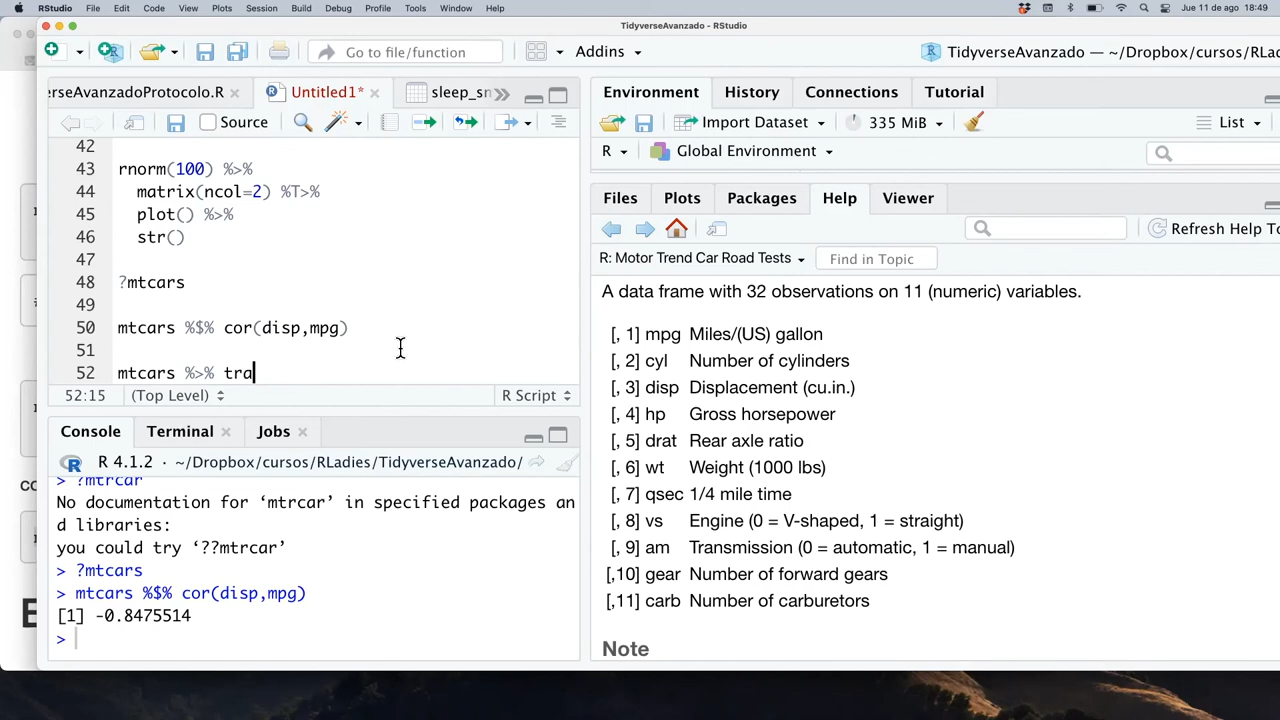 RStudio File Edit Code View Plots Session Build Debug Profile Tools Window Help Jue 11 de ago 18:49
TidyverseAvanzado - RStudio
Go to file/function Addins TidyverseAvanzado — ~/Dropbox/cursos/RLa
erseAvanzadoProtocolo.R Untitled1* sleep_sn
Source
42
43 rnorm(100) %>%
44 matrix(ncol=2) %T>%
45 plot() %>%
46 str()
47
48 ?mtcars
49
50 mtcars %$% cor(disp,mpg)
51
52 mtcars %>% tra
52:15 (Top Level) R Script
Console Terminal Jobs
R 4.1.2 · ~/Dropbox/cursos/RLadies/TidyverseAvanzado/
> ?mtrcar
No documentation for ‘mtrcar’ in specified packages an
d libraries:
you could try ‘??mtrcar’
> ?mtcars
> mtcars %$% cor(disp,mpg)
[1] -0.8475514
>
Environment History Connections Tutorial
Import Dataset 335 MiB List
R Global Environment
Files Plots Packages Help Viewer
Refresh Help To
R: Motor Trend Car Road Tests Find in Topic
A data frame with 32 observations on 11 (numeric) variables.
[, 1] mpg Miles/(US) gallon
[, 2] cyl Number of cylinders
[, 3] disp Displacement (cu.in.)
[, 4] hp Gross horsepower
[, 5] drat Rear axle ratio
[, 6] wt Weight (1000 lbs)
[, 7] qsec 1/4 mile time
[, 8] vs Engine (0 = V-shaped, 1 = straight)
[, 9] am Transmission (0 = automatic, 1 = manual)
[,10] gear Number of forward gears
[,11] carb Number of carburetors
Note